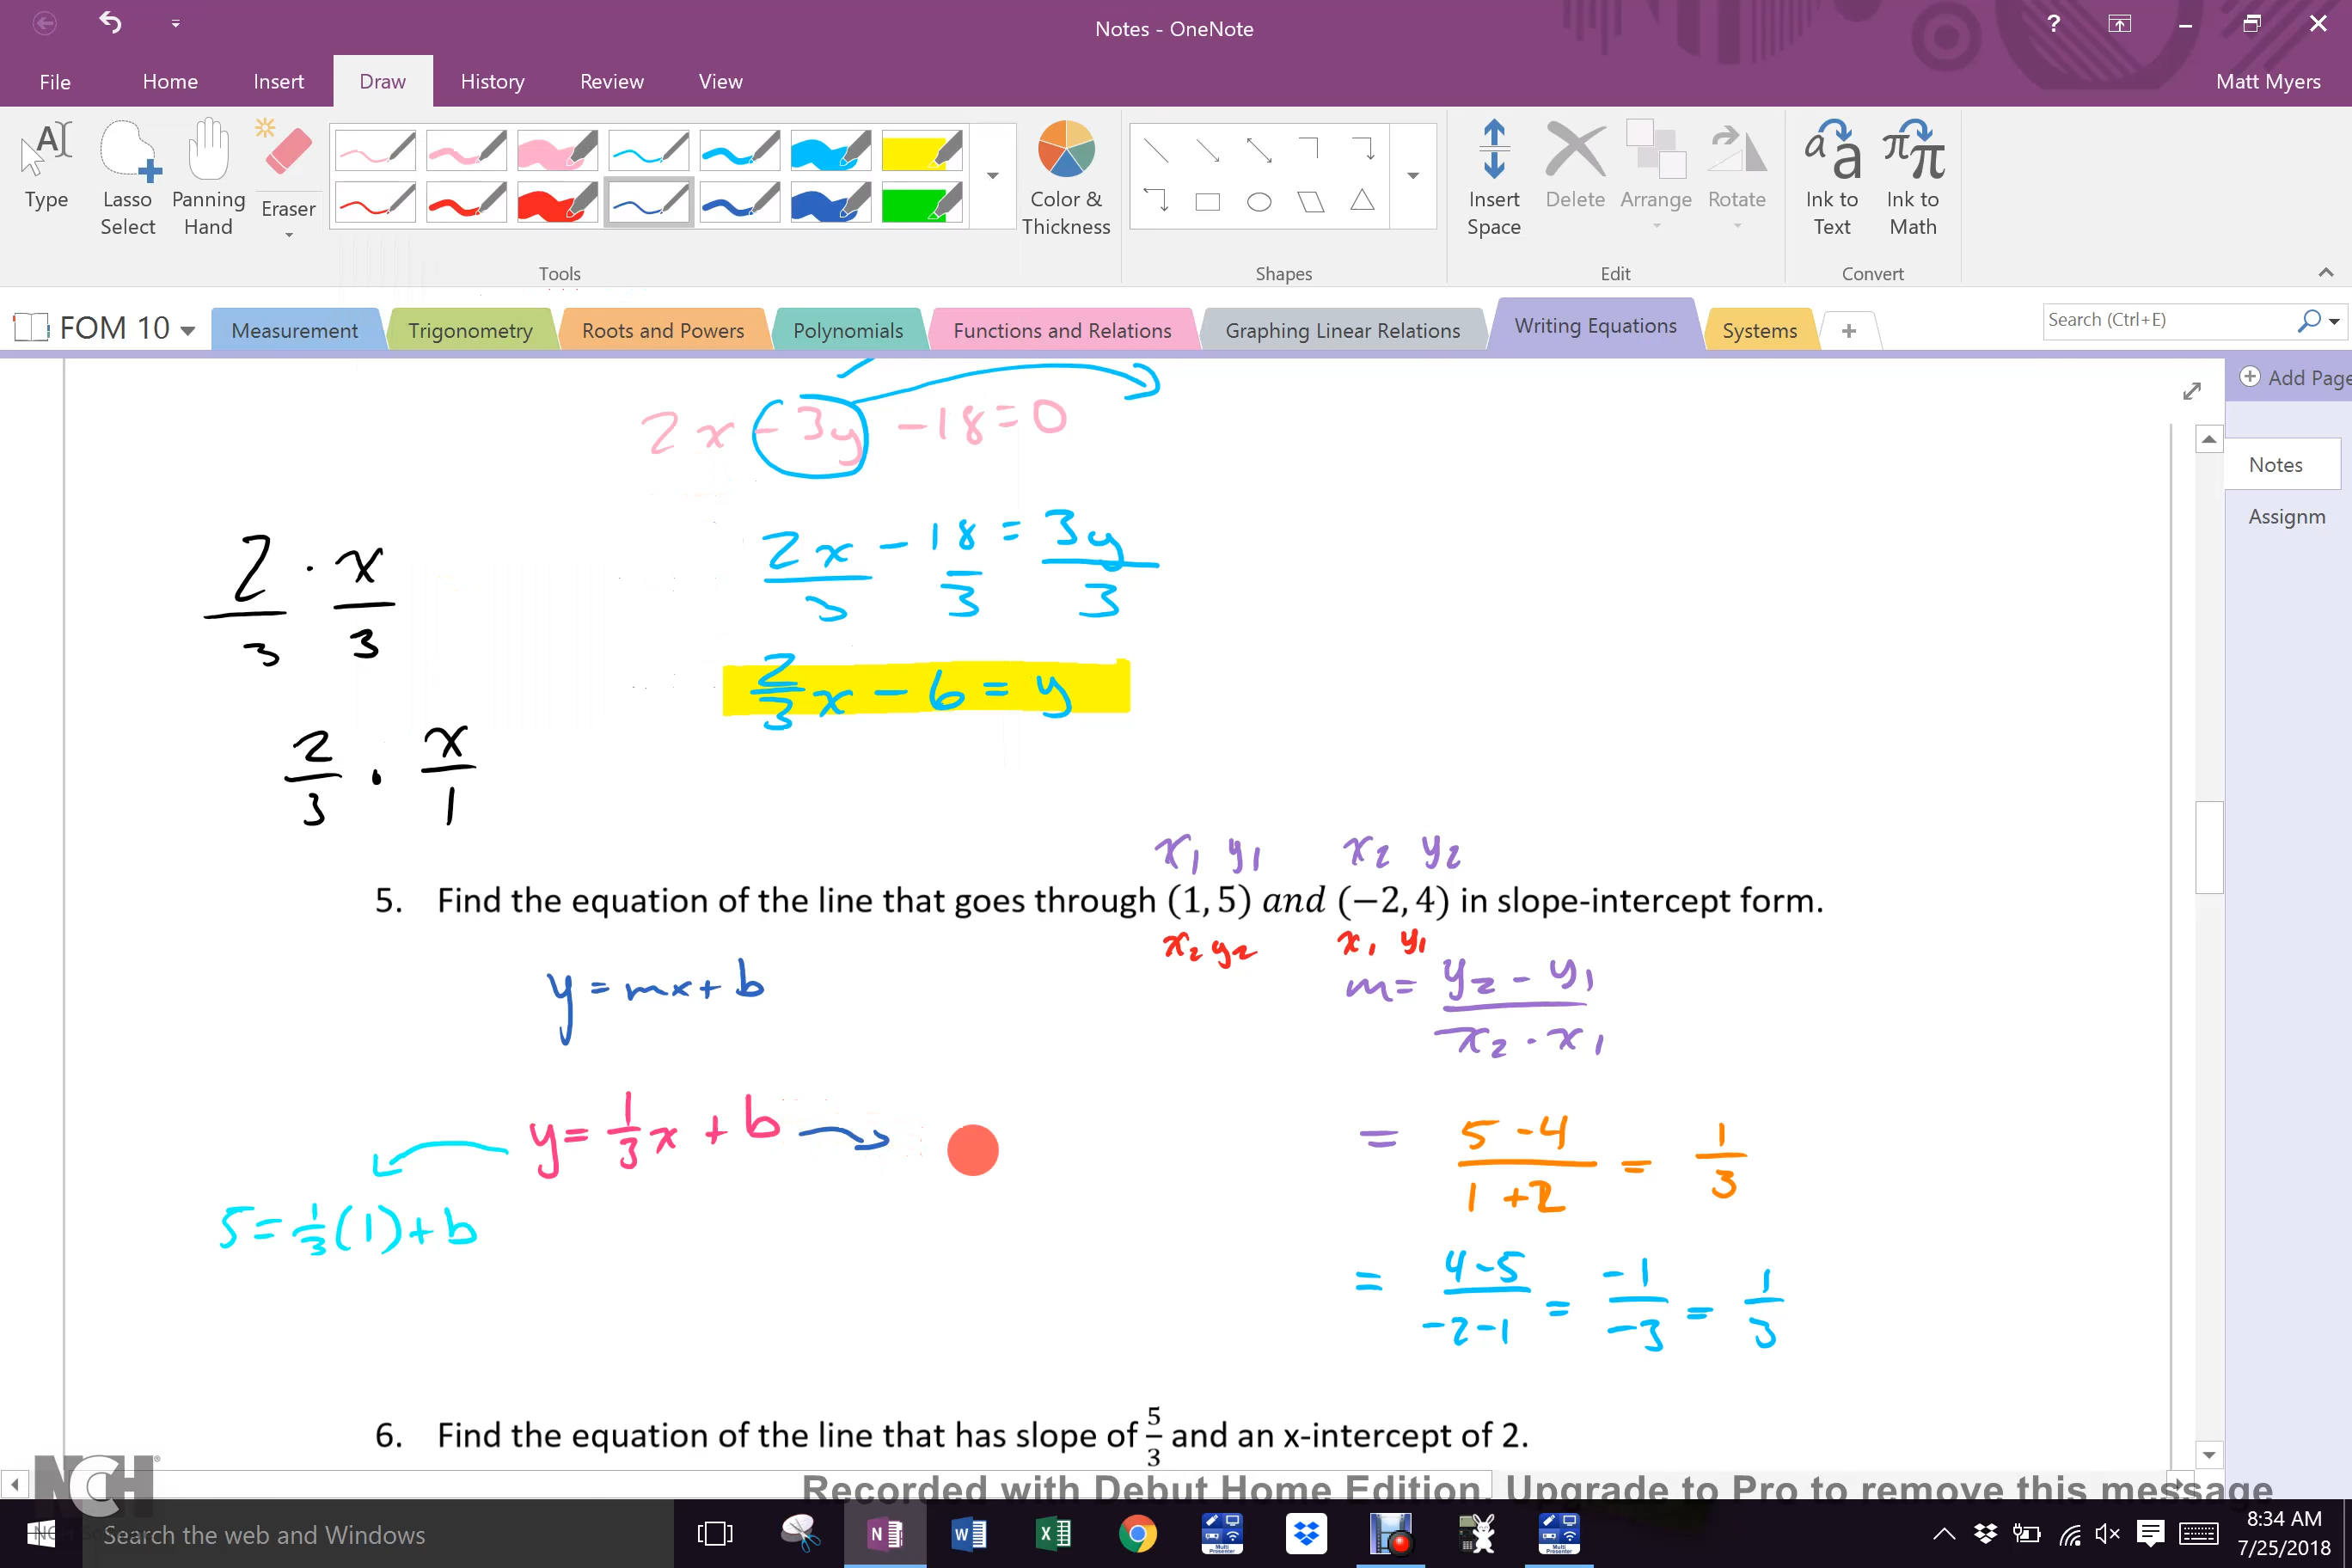 Notes - OneNote
File Home Insert Draw History Review View Matt Myers
Type Lasso Select Panning Hand Eraser Color & Thickness Insert Space Delete Arrange Rotate Ink to Text Ink to Math
Tools Shapes Edit Convert
FOM 10 Measurement Trigonometry Roots and Powers Polynomials Functions and Relations Graphing Linear Relations Writing Equations Systems + Search (Ctrl+E)
Add Page
Notes
Assignm
2x - 3y - 18 = 0
2x/3 - 18/3 = 3y/3
2/3 · x/3
2/3 x - 6 = y
2/3 · x/1
x1 y1 x2 y2
5. Find the equation of the line that goes through (1, 5) and (−2, 4) in slope-intercept form.
x2 y2 x1 y1
y = mx + b
m = y2 - y1 / x2 - x1
y = 1/3 x + b
= 5 - 4 / 1 + 2 = 1/3
5 = 1/3 (1) + b
= 4 - 5 / -2 - 1 = -1/-3 = 1/3
6. Find the equation of the line that has slope of 5/3 and an x-intercept of 2.
NCH
Recorded with Debut Home Edition. Upgrade to Pro to remove this message
Search the web and Windows
8:34 AM
7/25/2018